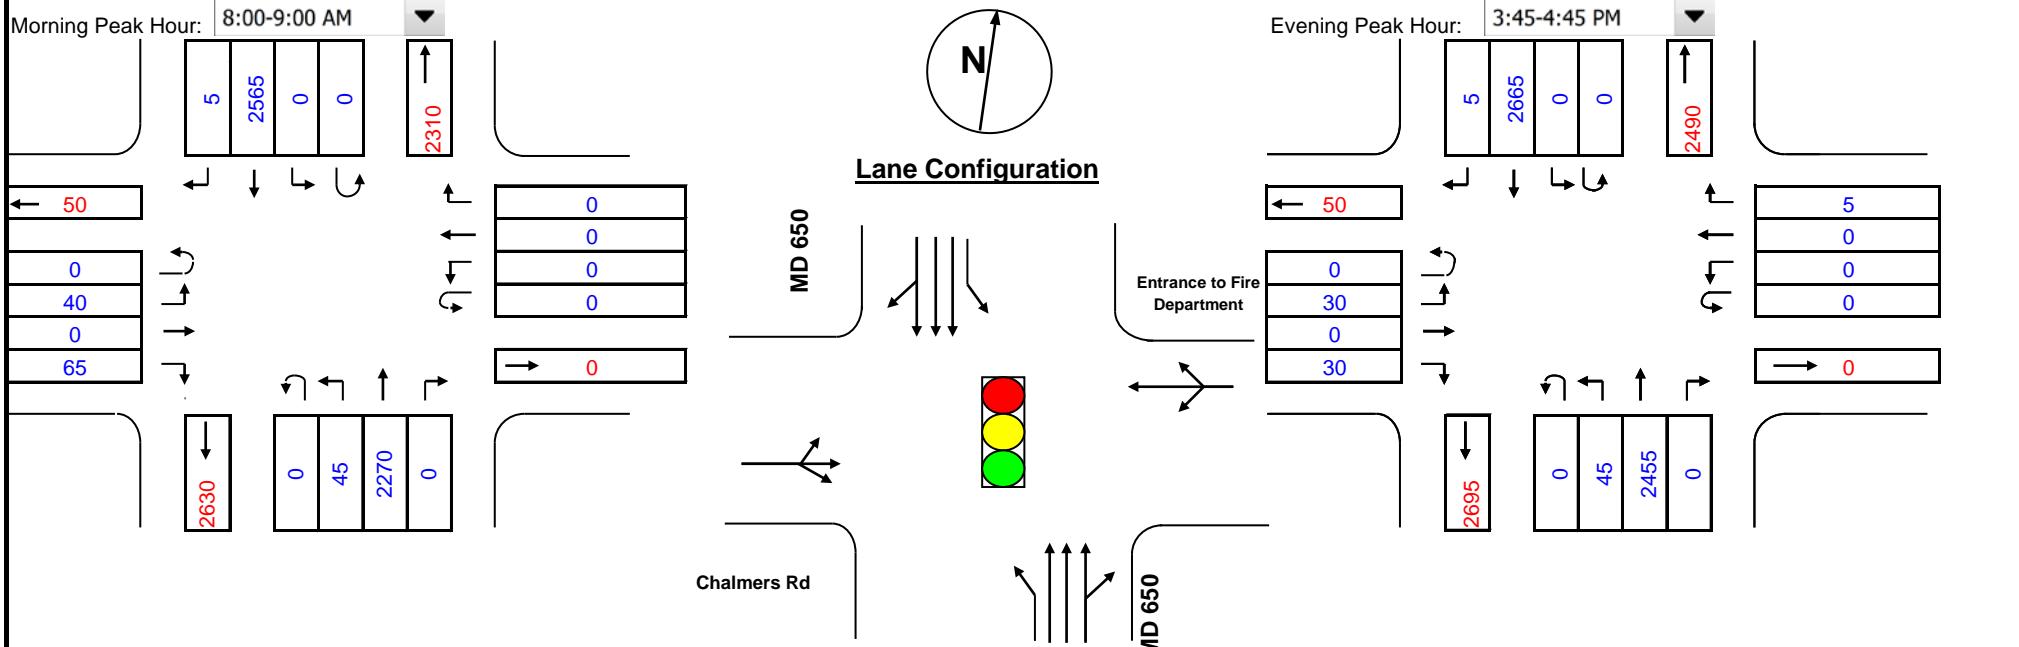 Morning Peak Hour: 8:00-9:00 AM
5 2565 0 0 2310
50
0
40
0
65
0
0
0
0
0
2630
0 45 2270 0
N
Lane Configuration
MD 650
Entrance to Fire
Department
Chalmers Rd
MD 650
Evening Peak Hour: 3:45-4:45 PM
5 2665 0 0 2490
50
0
30
0
30
5
0
0
0
0
2695
0 45 2455 0